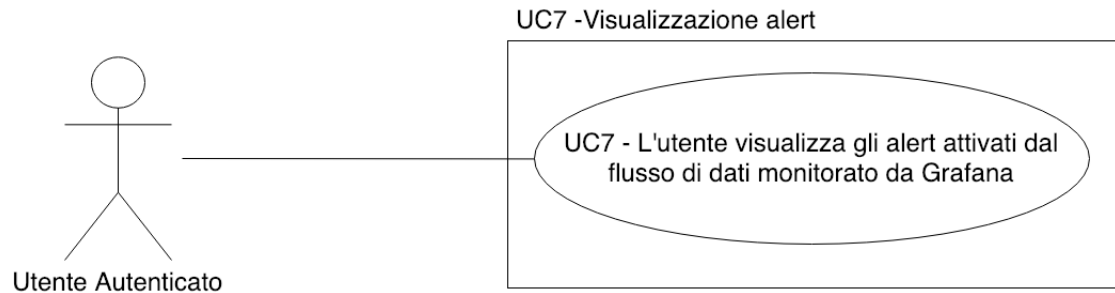 UC7 -Visualizzazione alert
UC7 - L'utente visualizza gli alert attivati dal
flusso di dati monitorato da Grafana
Utente Autenticato